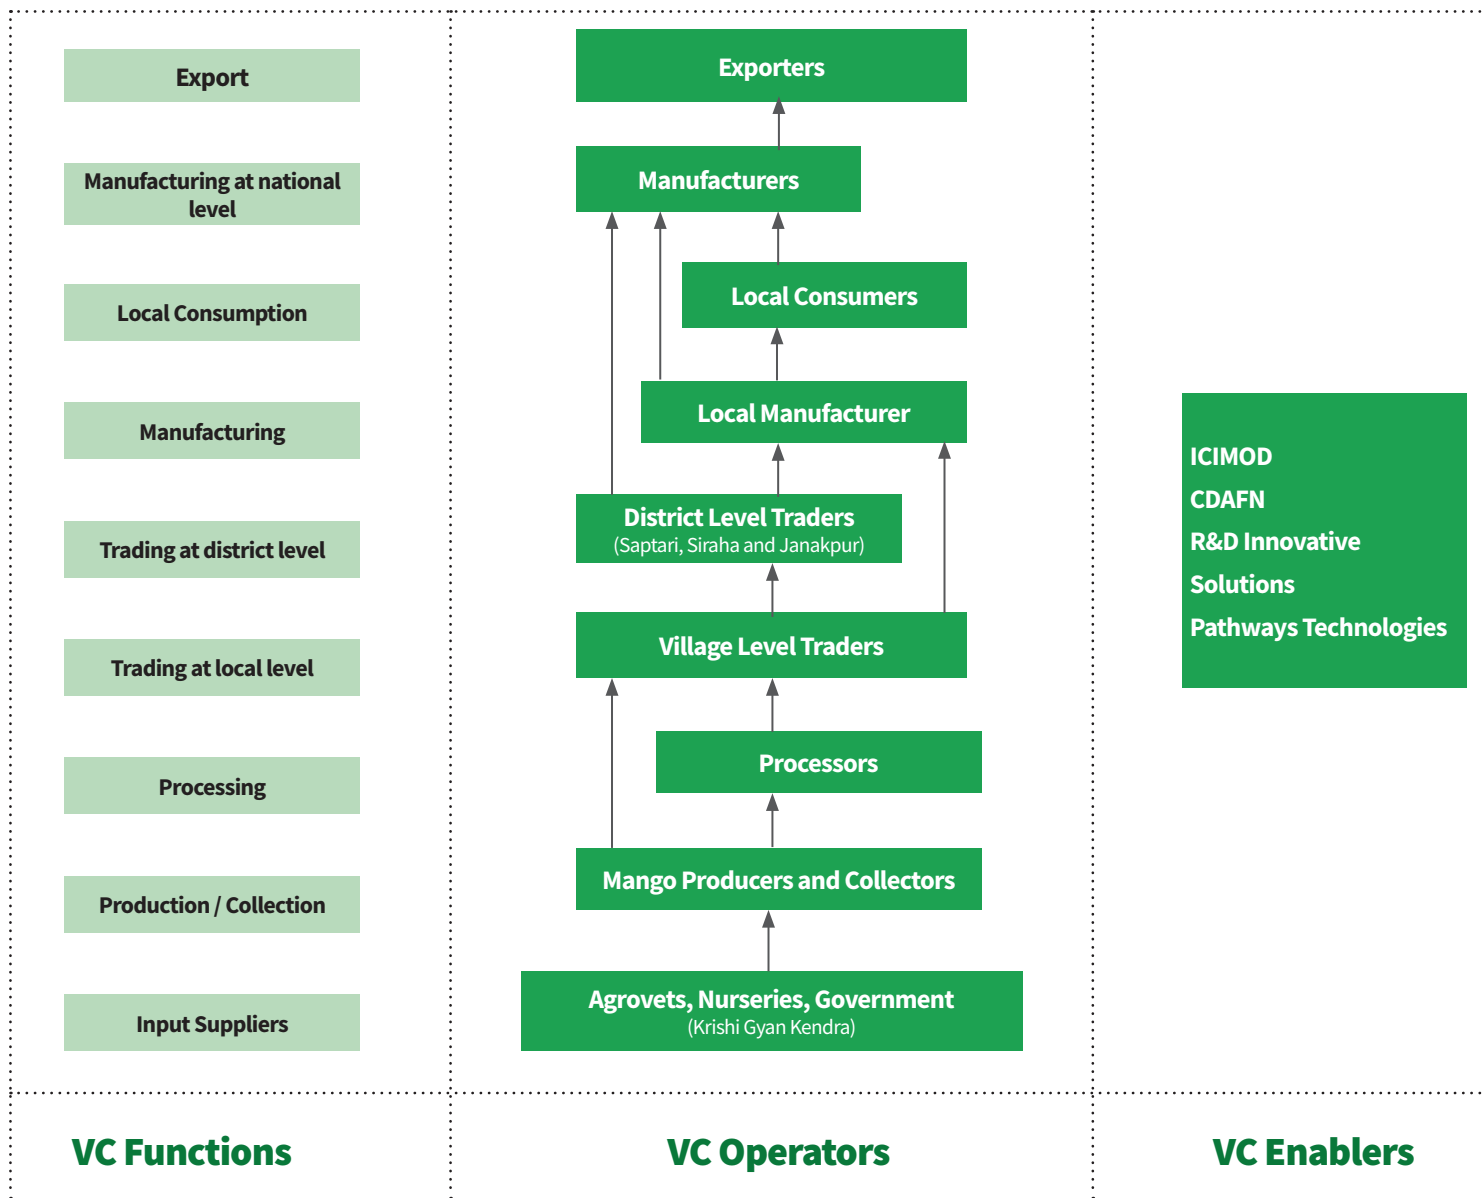 Export
Manufacturing at national
level
Local Consumption
Manufacturing
Trading at district level
Trading at local level
Processing
Production / Collection
Input Suppliers
VC Functions
Exporters
Manufacturers
Local Consumers
Local Manufacturer
District Level Traders
(Saptari, Siraha and Janakpur)
Village Level Traders
Processors
Mango Producers and Collectors
Agrovets, Nurseries, Government
(Krishi Gyan Kendra)
VC Operators
ICIMOD
CDAFN
R&D Innovative
Solutions
Pathways Technologies
VC Enablers